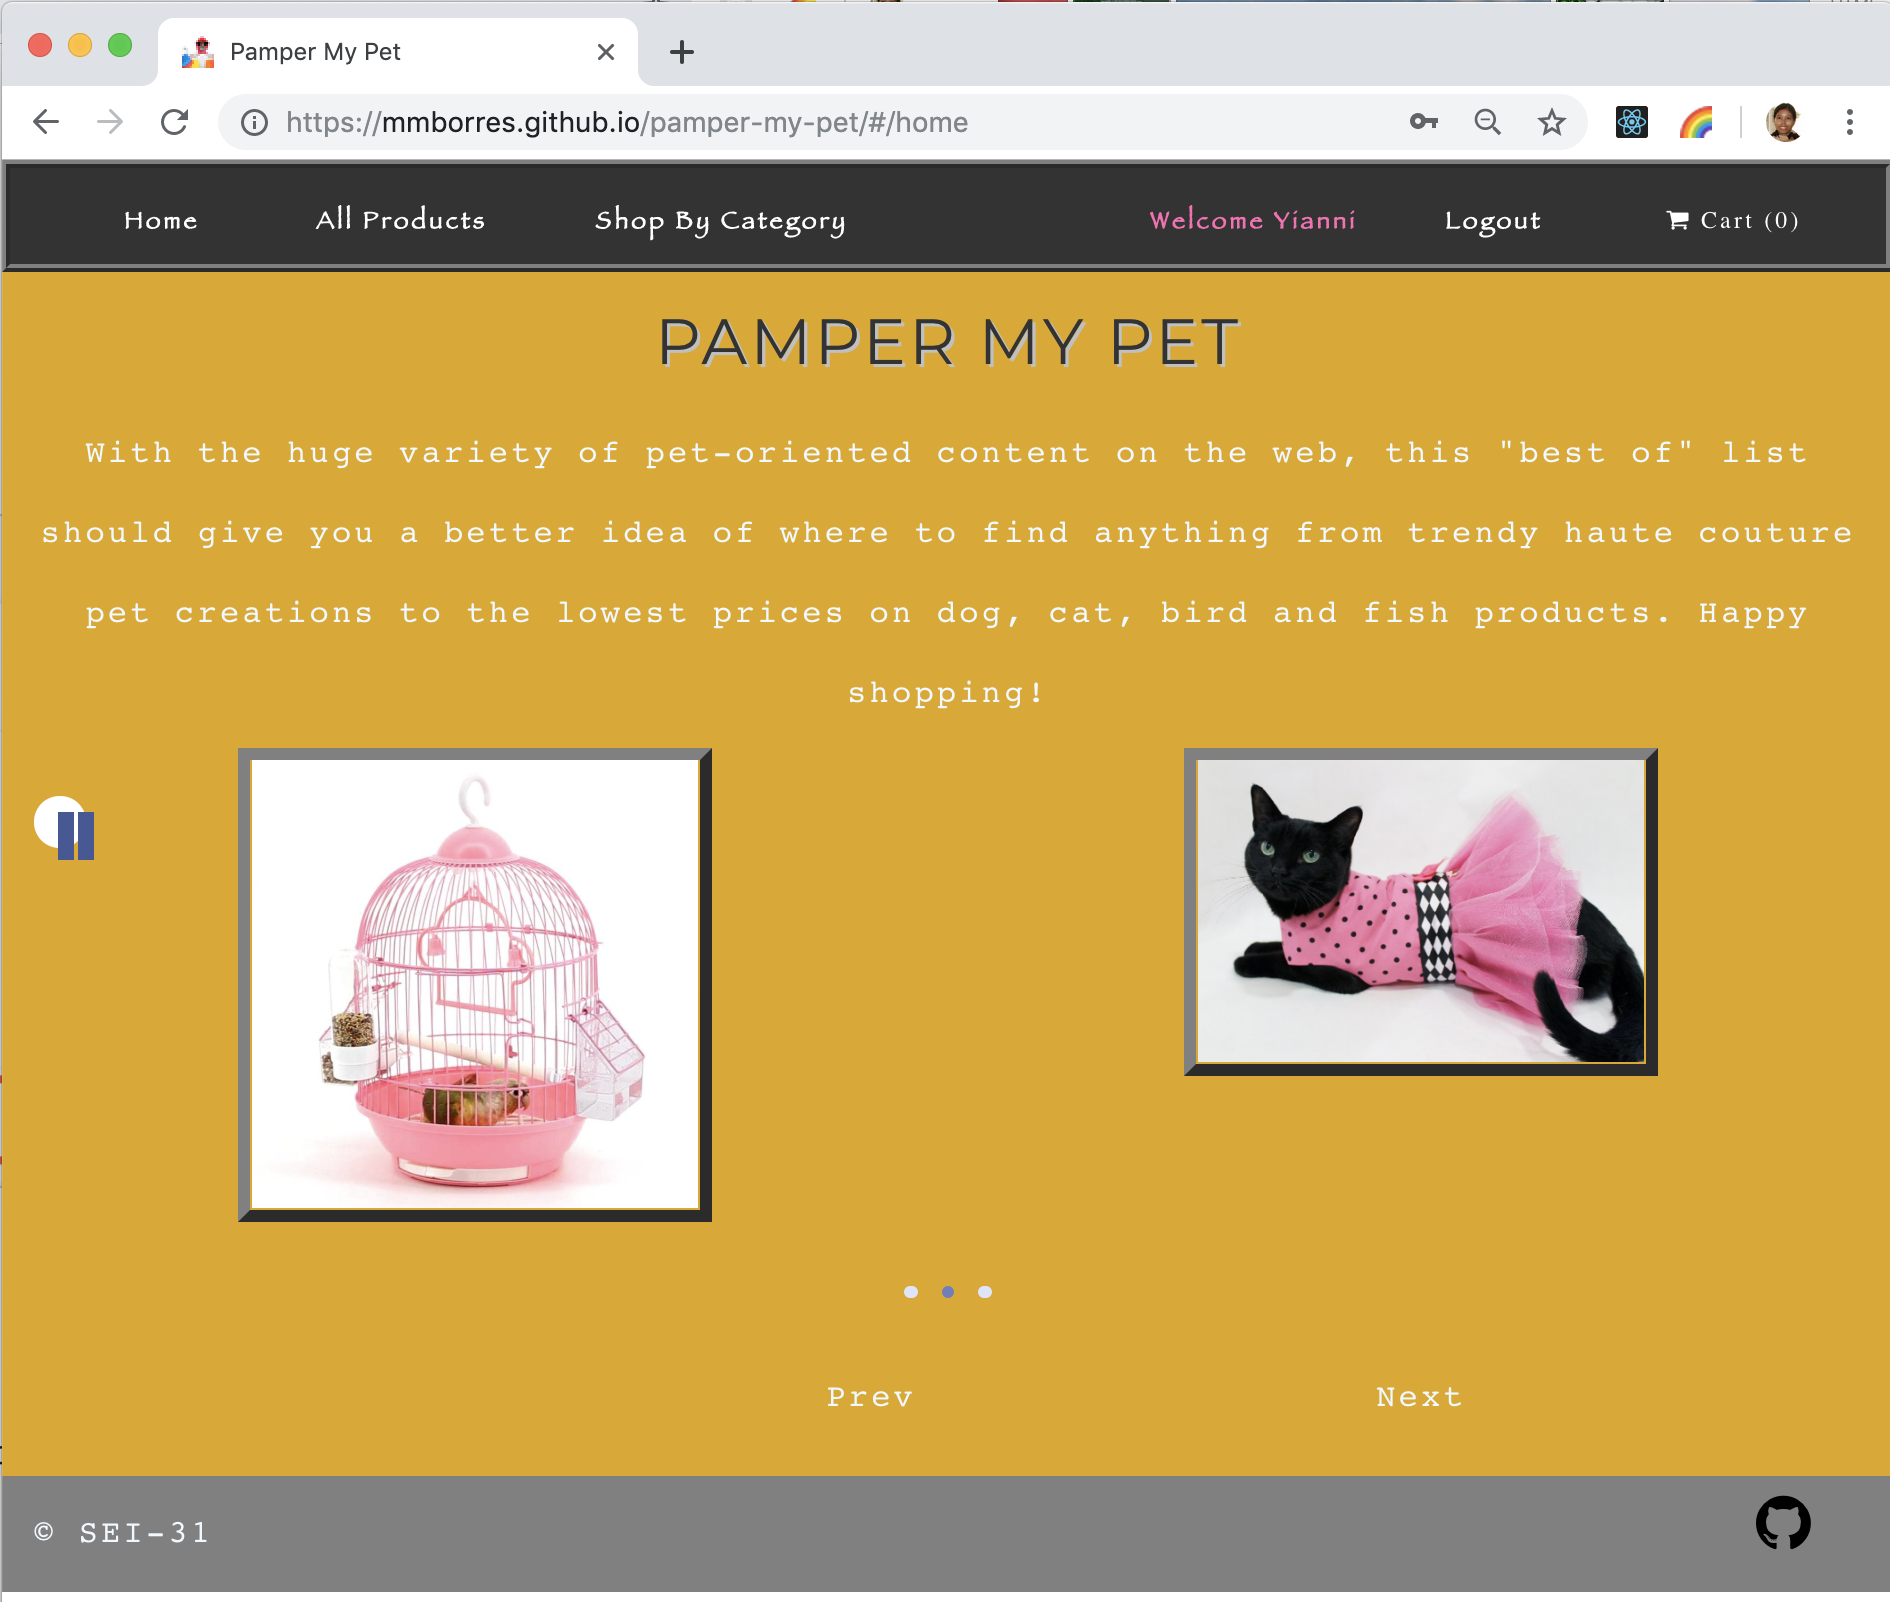 Pamper My Pet
https://mmborres.github.io/pamper-my-pet/#/home
Home
All Products
Shop By Category
Welcome Yianni
Logout
Cart (0)
PAMPER MY PET
With the huge variety of pet-oriented content on the web, this "best of" list
should give you a better idea of where to find anything from trendy haute couture
pet creations to the lowest prices on dog, cat, bird and fish products. Happy
shopping!
Prev
Next
© SEI-31